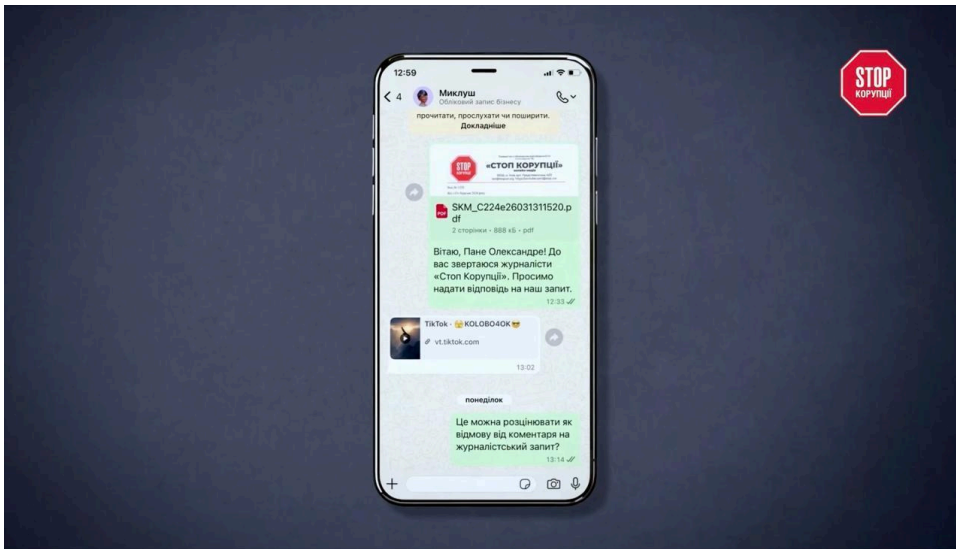 12:59
4
Миклуш
Обліковий запис бізнесу
прочитати, прослухати чи поширити.
Докладніше
STOP
КОРУПЦІЇ
STOP
КОРУПЦІЇ
«СТОП КОРУПЦІЇ»
PDF
SKM_C224e26031311520.p
df
2 сторінки • 888 кБ • pdf
Вітаю, Пане Олександре! До
вас звертаюся журналісти
«Стоп Корупції». Просимо
надати відповідь на наш запит.
12:33
TikTok · KOLOBO4OK
vt.tiktok.com
13:02
понеділок
Це можна розцінювати як
відмову від коментаря на
журналістський запит?
13:14